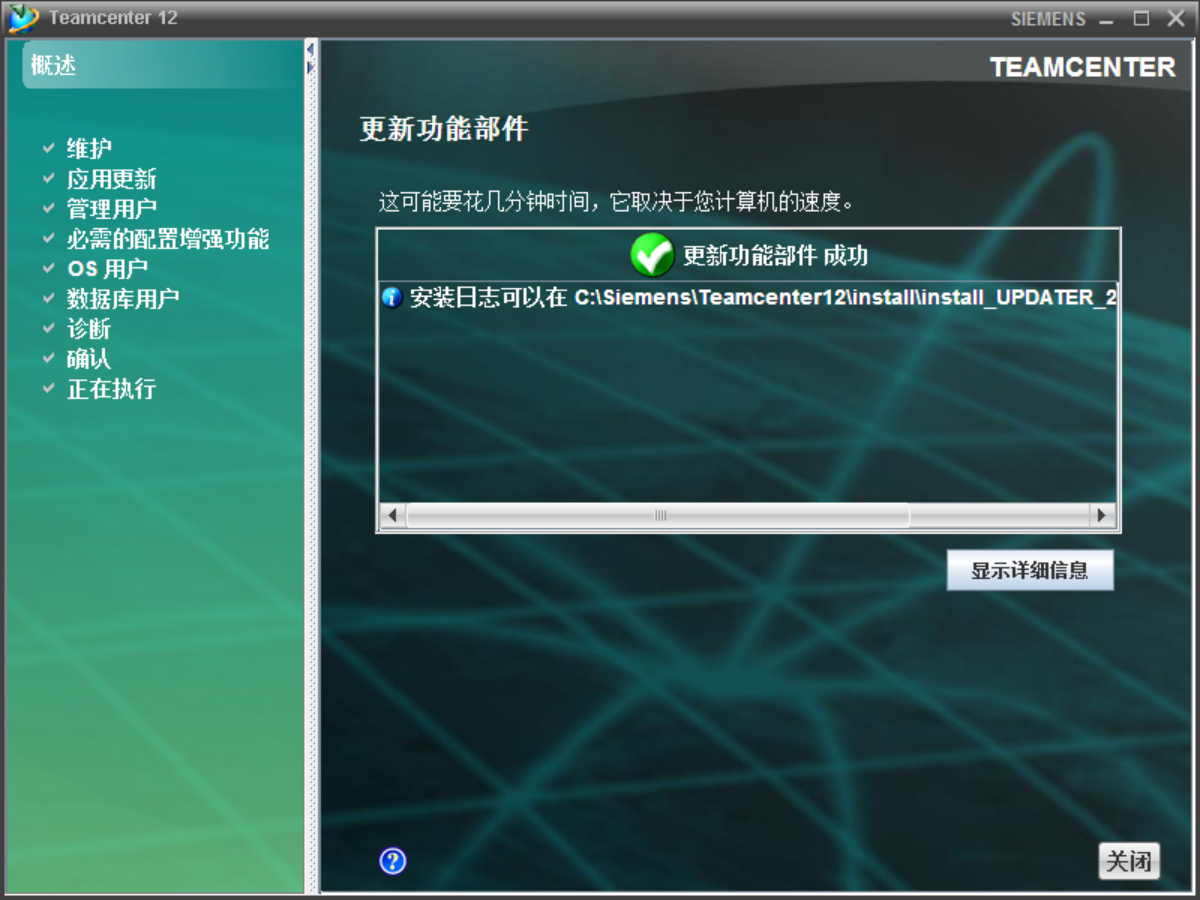 Teamcenter 12
SIEMENS
概述
维护
应用更新
管理用户
必需的配置增强功能
OS 用户
数据库用户
诊断
确认
正在执行
TEAMCENTER
更新功能部件
这可能要花几分钟时间，它取决于您计算机的速度。
更新功能部件 成功
安装日志可以在 C:\Siemens\Teamcenter12\install\install_UPDATER_2
显示详细信息
?
关闭